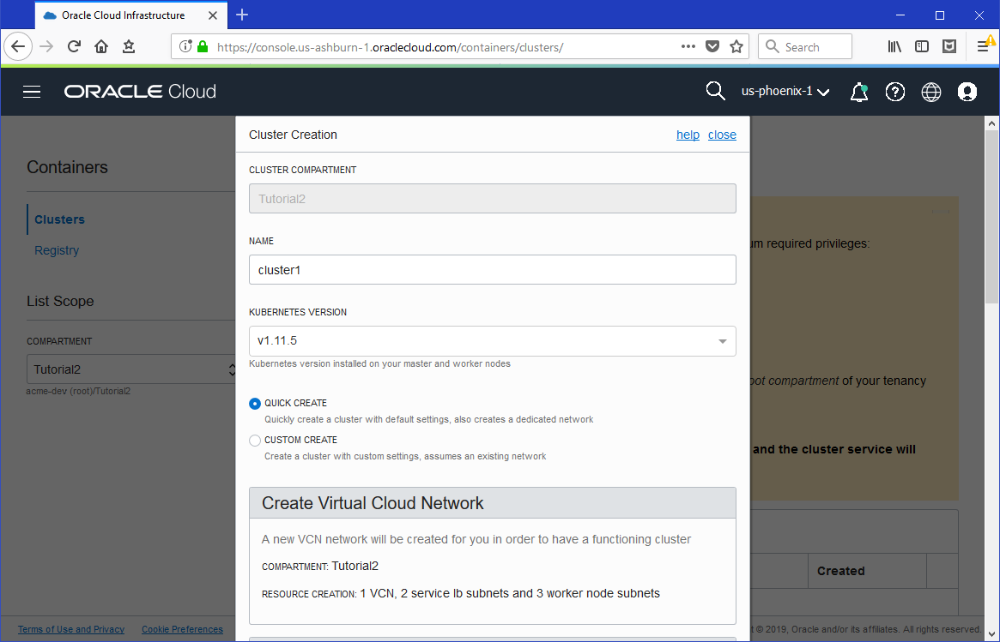 Oracle Cloud Infrastructure
https://console.us-ashburn-1.oraclecloud.com/containers/clusters/
Search
ORACLE Cloud
us-phoenix-1
Containers
Clusters
Registry
List Scope
COMPARTMENT
Tutorial2
acme-dev (root)/Tutorial2
Cluster Creation
help close
CLUSTER COMPARTMENT
Tutorial2
NAME
cluster1
KUBERNETES VERSION
v1.11.5
Kubernetes version installed on your master and worker nodes
QUICK CREATE
Quickly create a cluster with default settings, also creates a dedicated network
CUSTOM CREATE
Create a cluster with custom settings, assumes an existing network
Create Virtual Cloud Network
A new VCN network will be created for you in order to have a functioning cluster
COMPARTMENT: Tutorial2
RESOURCE CREATION: 1 VCN, 2 service lb subnets and 3 worker node subnets
required privileges:
compartment of your tenancy
and the cluster service will
Created
Terms of Use and Privacy Cookie Preferences
© 2019, Oracle and/or its affiliates. All rights reserved.